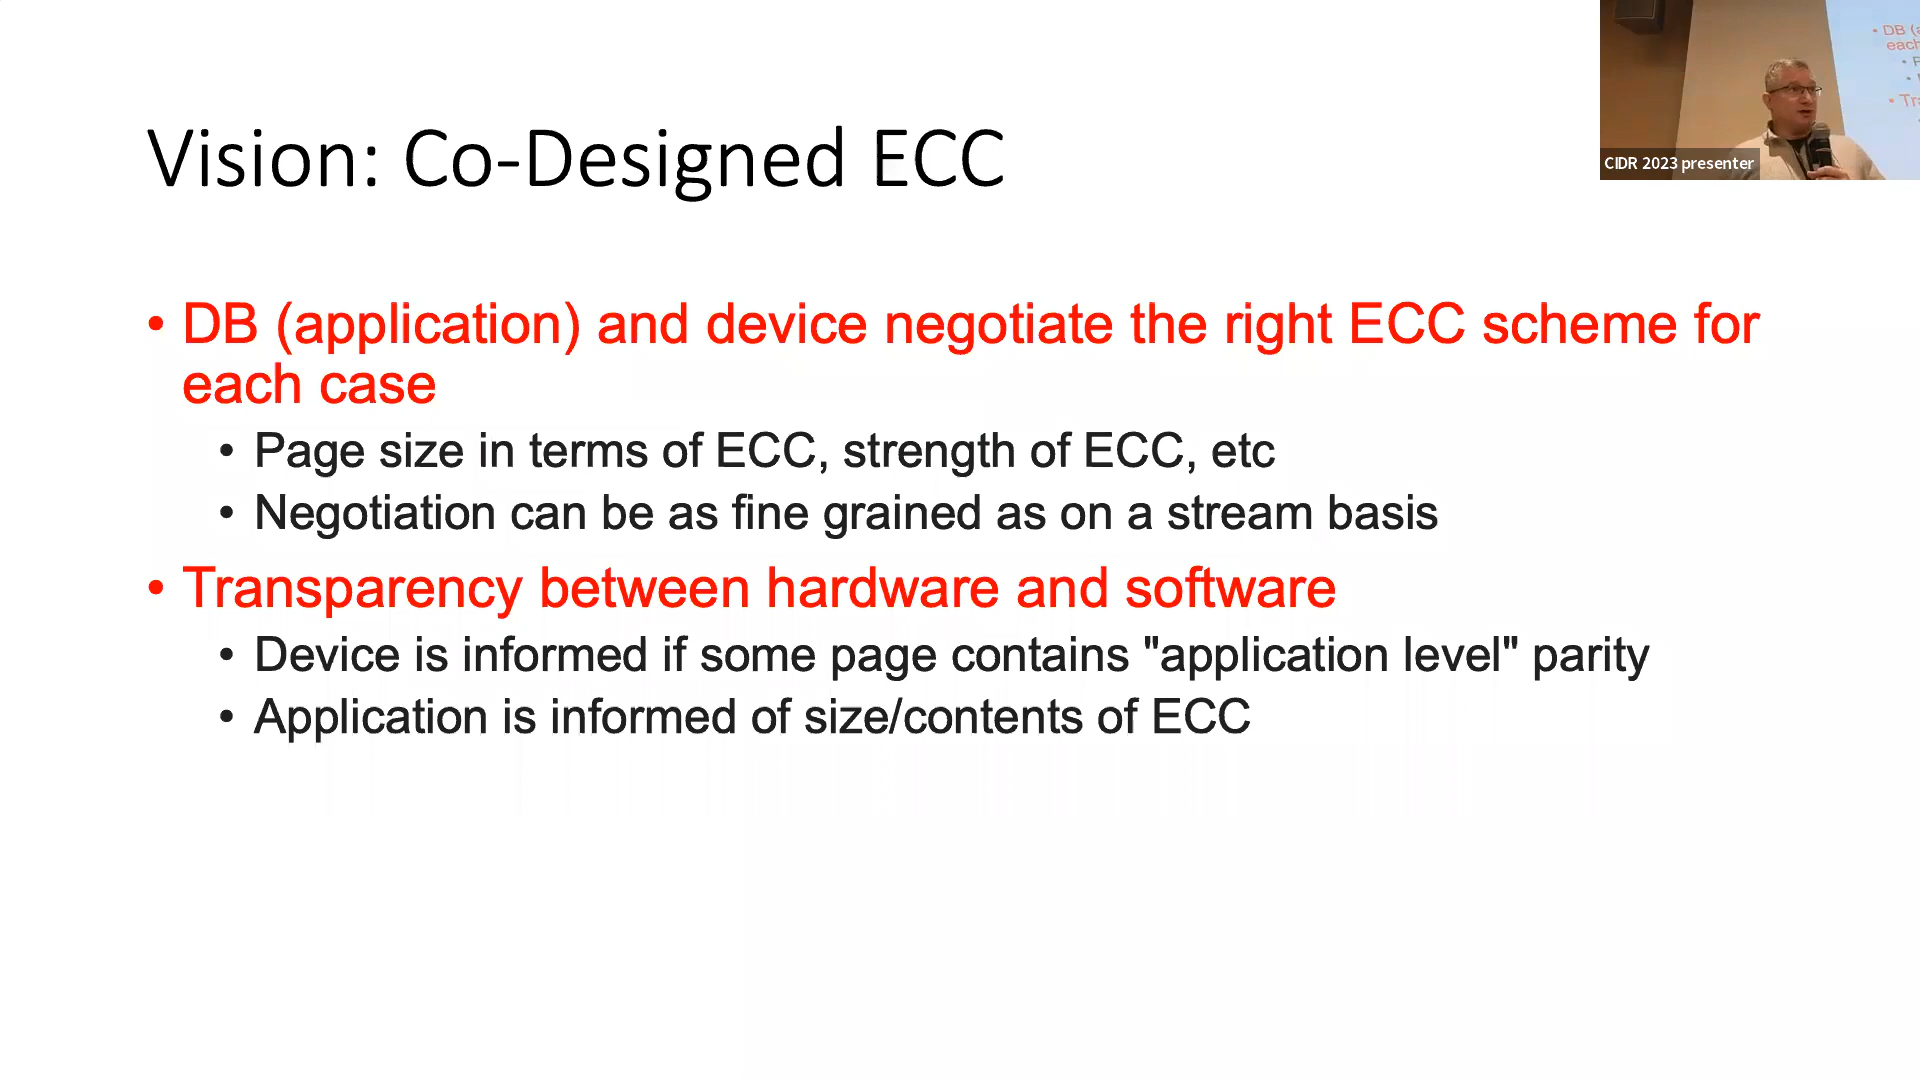 Vision: Co-Designed ECC
• DB (application) and device negotiate the right ECC scheme for
each case
• Page size in terms of ECC, strength of ECC, etc
• Negotiation can be as fine grained as on a stream basis
• Transparency between hardware and software
• Device is informed if some page contains "application level" parity
• Application is informed of size/contents of ECC
• DB (
each
• Tr
CIDR 2023 presenter